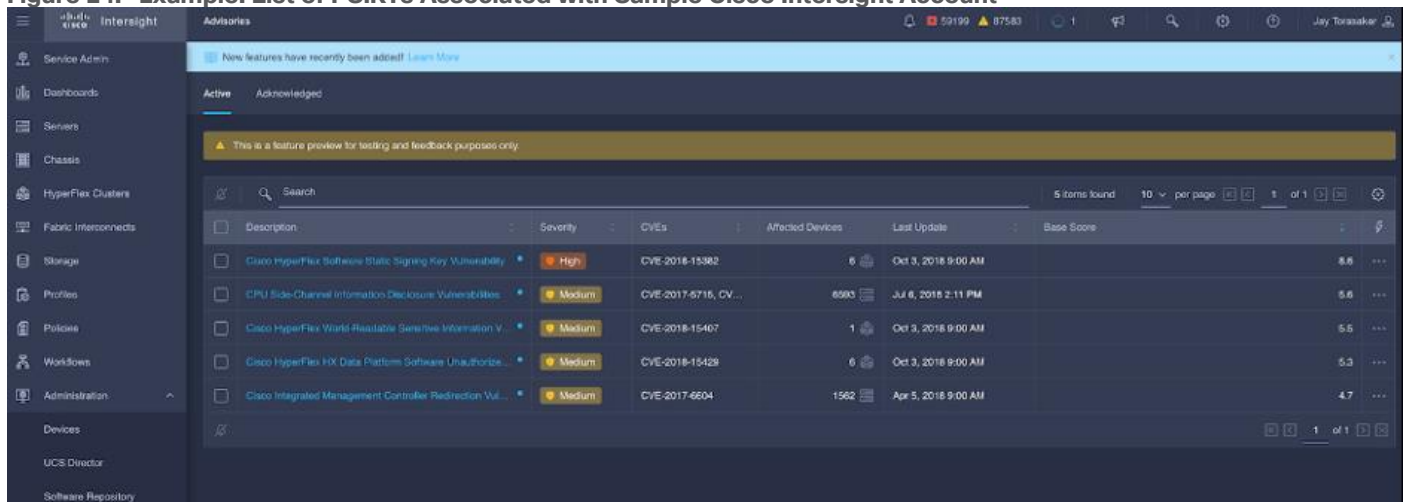 Figure 24. Example: List of PSIRTs Associated with Sample Cisco Intersight Account
cisco Intersight
Advisories
59199 87583 1 Jay Torasakar
Service Admin
New features have recently been added! Learn More
Dashboards
Active Acknowledged
Servers
This is a feature preview for testing and feedback purposes only.
Chassis
HyperFlex Clusters
Search 5 items found 10 per page 1 of 1
Fabric Interconnects
Description Severity CVEs Affected Devices Last Update Base Score
Storage
Cisco HyperFlex Software Static Signing Key Vulnerability High CVE-2018-15382 6 Oct 3, 2018 9:00 AM 8.6
Profiles
CPU Side-Channel Information Disclosure Vulnerabilities Medium CVE-2017-5715, CV... 6593 Jul 6, 2018 2:11 PM 5.6
Policies
Cisco HyperFlex World-Readable Sensitive Information V... Medium CVE-2018-15407 1 Oct 3, 2018 9:00 AM 5.5
Workflows
Cisco HyperFlex HX Data Platform Software Unauthorize... Medium CVE-2018-15429 6 Oct 3, 2018 9:00 AM 5.3
Administration
Cisco Integrated Management Controller Redirection Vul... Medium CVE-2017-6604 1562 Apr 5, 2018 9:00 AM 4.7
Devices
1 of 1
UCS Director
Software Repository